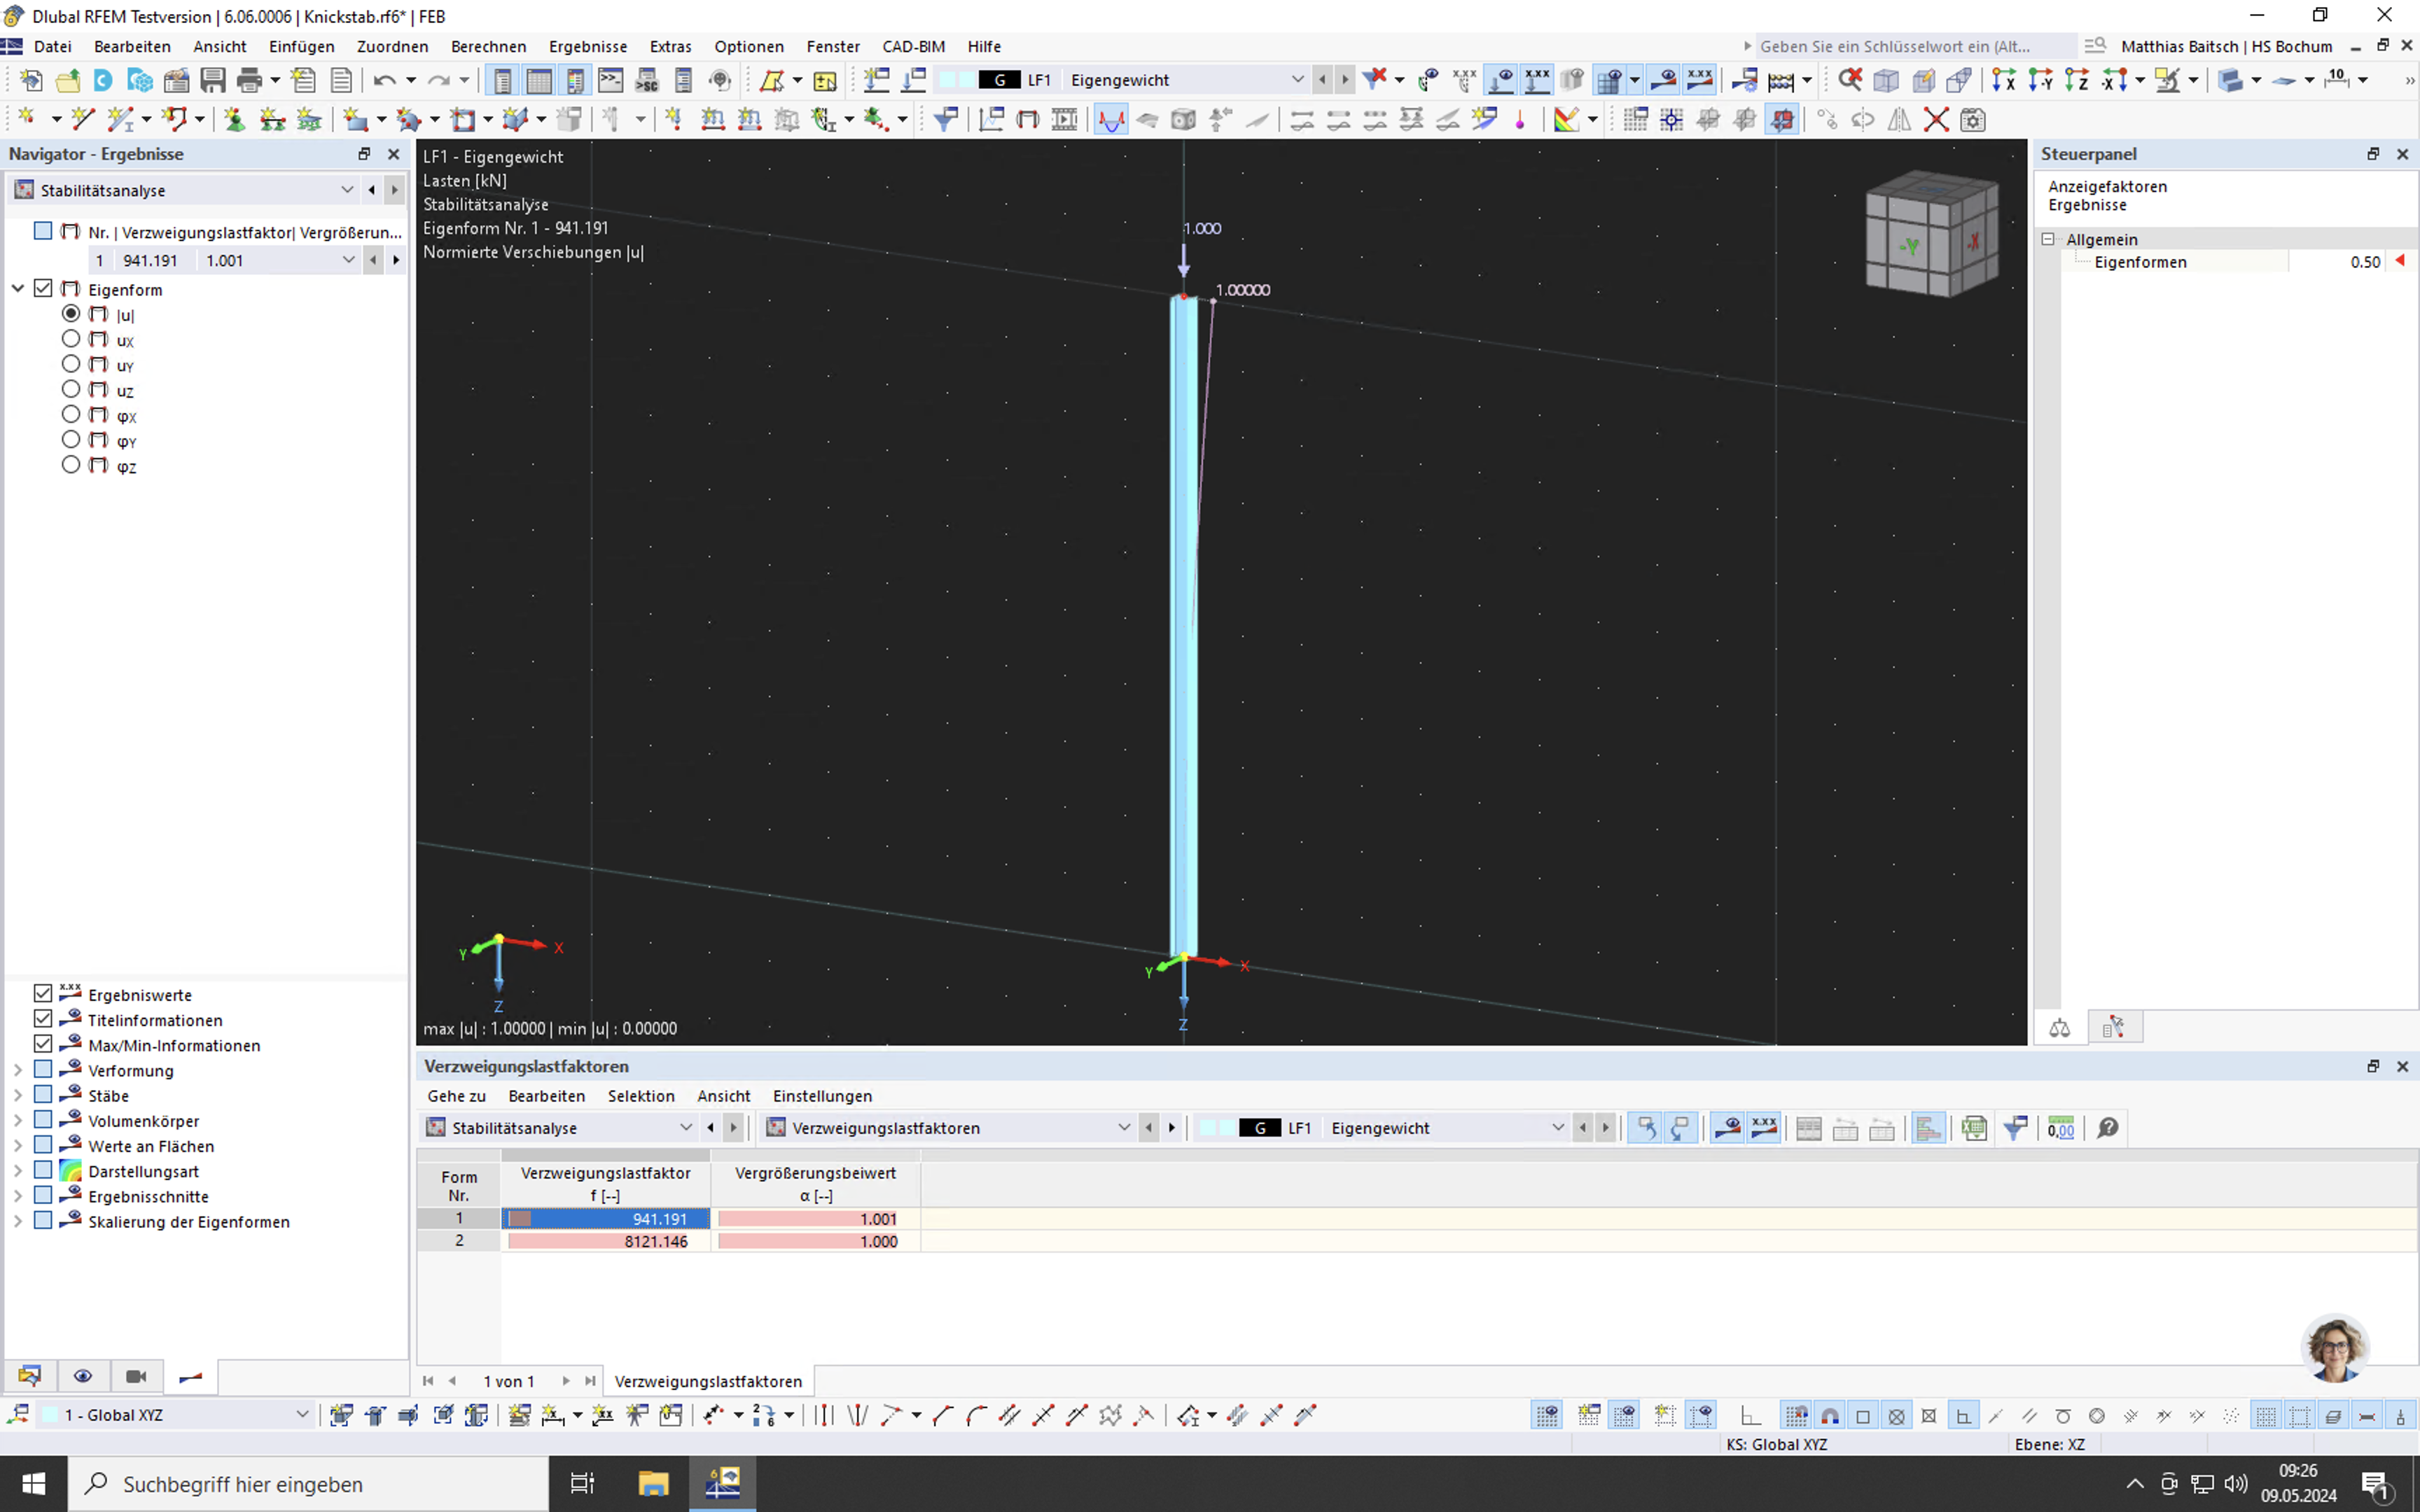 Dlubal RFEM Testversion | 6.06.0006 | Knickstab.rf6* | FEB
Datei Bearbeiten Ansicht Einfügen Zuordnen Berechnen Ergebnisse Extras Optionen Fenster CAD-BIM Hilfe Geben Sie ein Schlüsselwort ein (Alt... Matthias Baitsch | HS Bochum
G LF1 Eigengewicht
Navigator - Ergebnisse
Stabilitätsanalyse
Nr. | Verzweigungslastfaktor| Vergrößerun...
1 941.191 1.001
Eigenform
|u|
uX
uY
uZ
φX
φY
φZ
Ergebniswerte
Titelinformationen
Max/Min-Informationen
Verformung
Stäbe
Volumenkörper
Werte an Flächen
Darstellungsart
Ergebnisschnitte
Skalierung der Eigenformen
LF1 - Eigengewicht
Lasten [kN]
Stabilitätsanalyse
Eigenform Nr. 1 - 941.191
Normierte Verschiebungen |u|
1.000
1.00000
-Y -X
Y X
Z
Y X
Z
max |u| : 1.00000 | min |u| : 0.00000
Steuerpanel
Anzeigefaktoren
Ergebnisse
Allgemein
Eigenformen 0.50
Verzweigungslastfaktoren
Gehe zu Bearbeiten Selektion Ansicht Einstellungen
Stabilitätsanalyse Verzweigungslastfaktoren G LF1 Eigengewicht
Form Verzweigungslastfaktor Vergrößerungsbeiwert
Nr. f [--] α [--]
1 941.191 1.001
2 8121.146 1.000
1 von 1 Verzweigungslastfaktoren
1 - Global XYZ
KS: Global XYZ Ebene: XZ
Suchbegriff hier eingeben
09:26
09.05.2024
1